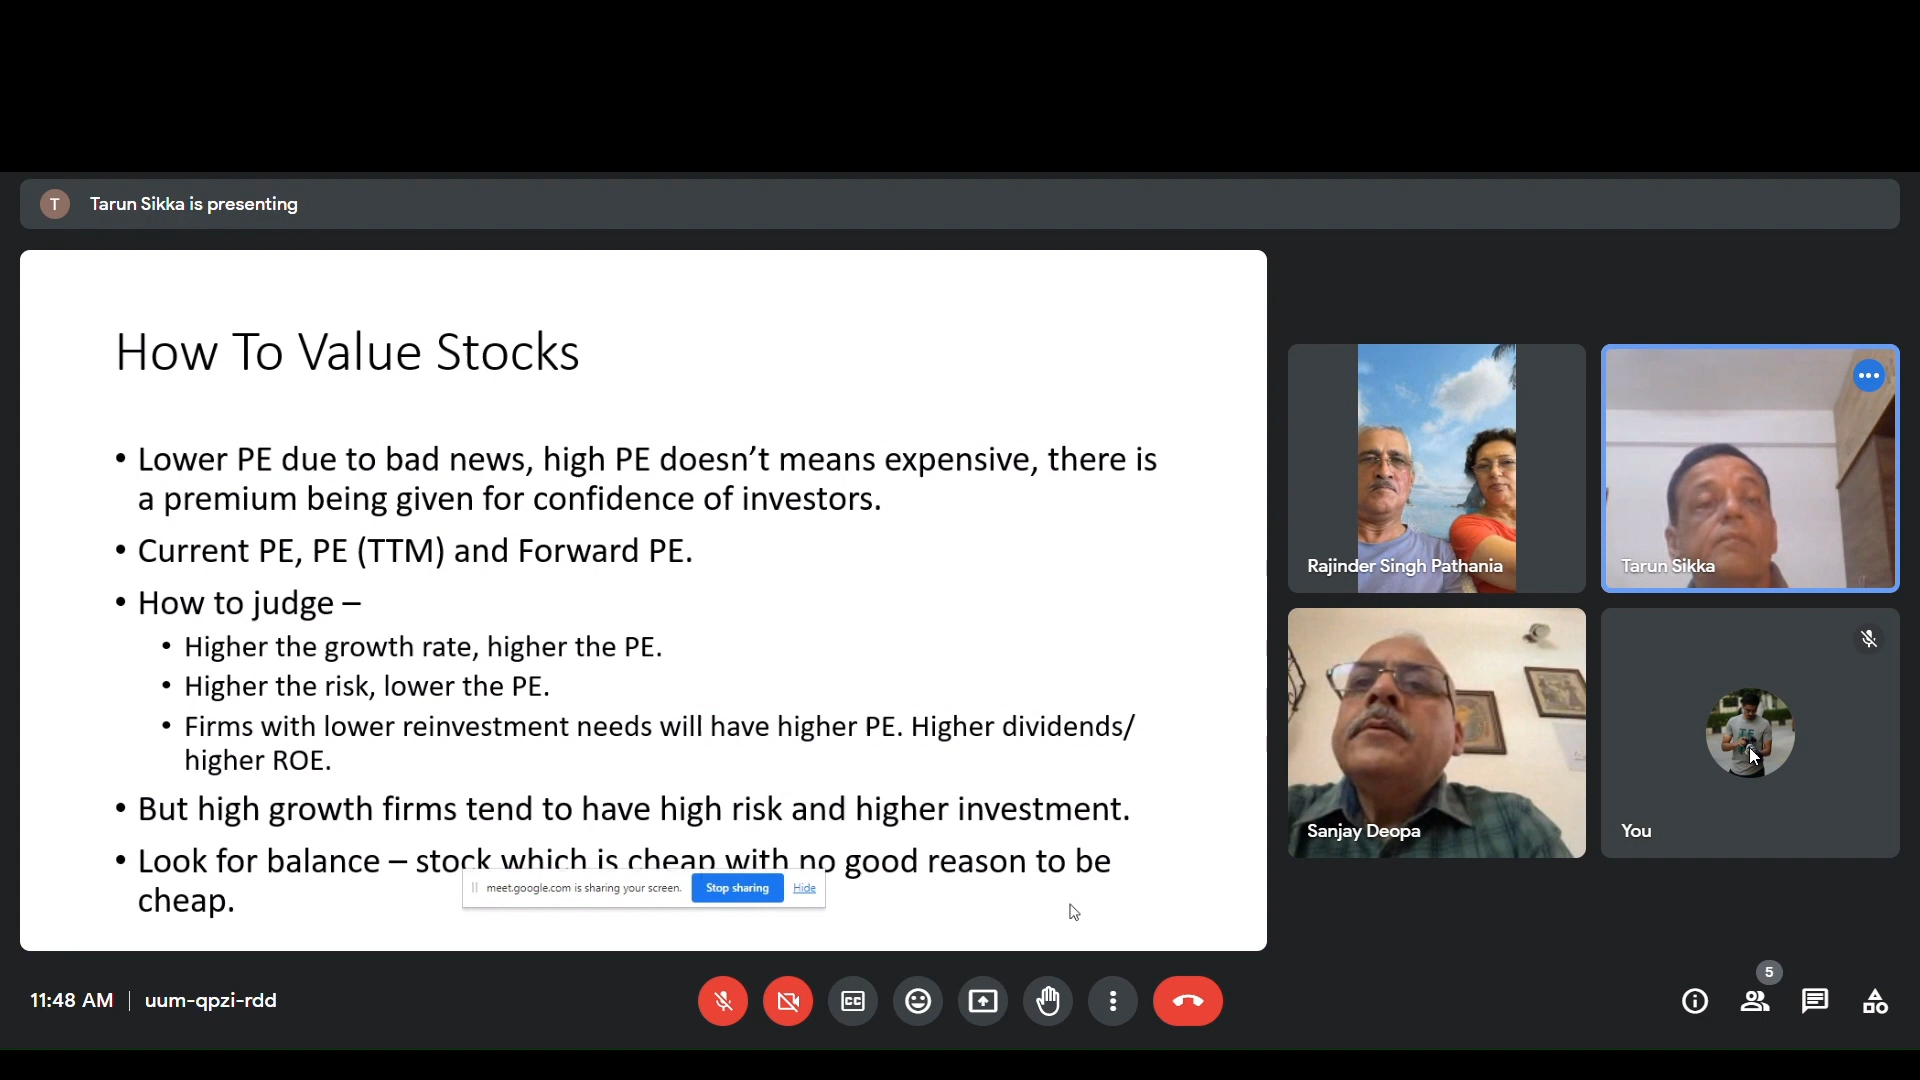 T
Tarun Sikka is presenting
How To Value Stocks
• Lower PE due to bad news, high PE doesn’t means expensive, there is
a premium being given for confidence of investors.
• Current PE, PE (TTM) and Forward PE.
• How to judge –
• Higher the growth rate, higher the PE.
• Higher the risk, lower the PE.
• Firms with lower reinvestment needs will have higher PE. Higher dividends/
higher ROE.
• But high growth firms tend to have high risk and higher investment.
• Look for balance – stock which is cheap with no good reason to be
cheap.
meet.google.com is sharing your screen. Stop sharing Hide
Rajinder Singh Pathania
Tarun Sikka
Sanjay Deopa
You
11:48 AM | uum-qpzi-rdd
CC
5